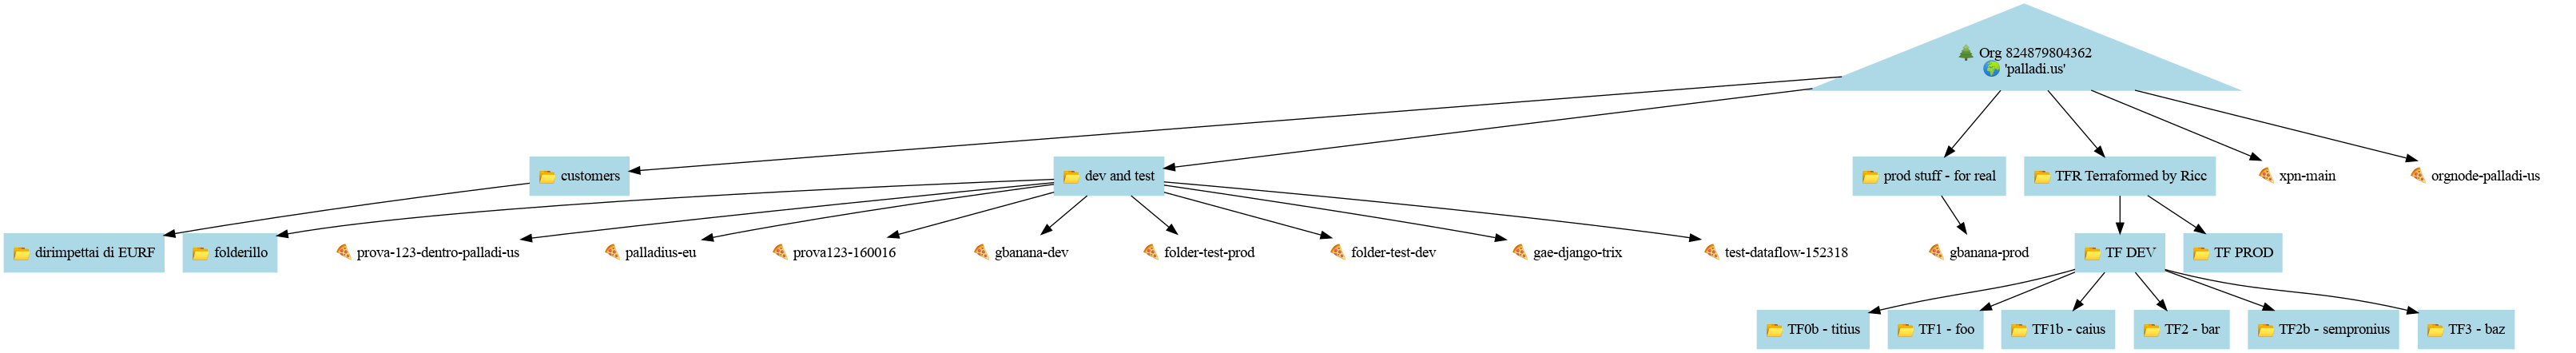 🌲 Org 824879804362
🌍 'palladi.us'
📂 customers
📂 dev and test
📂 prod stuff - for real
📂 TFR Terraformed by Ricc
🍕 xpn-main
🍕 orgnode-palladi-us
📂 dirimpettai di EURF
📂 folderillo
🍕 prova-123-dentro-palladi-us
🍕 palladius-eu
🍕 prova123-160016
🍕 gbanana-dev
🍕 folder-test-prod
🍕 folder-test-dev
🍕 gae-django-trix
🍕 test-dataflow-152318
🍕 gbanana-prod
📂 TF DEV
📂 TF PROD
📂 TF0b - titius
📂 TF1 - foo
📂 TF1b - caius
📂 TF2 - bar
📂 TF2b - sempronius
📂 TF3 - baz